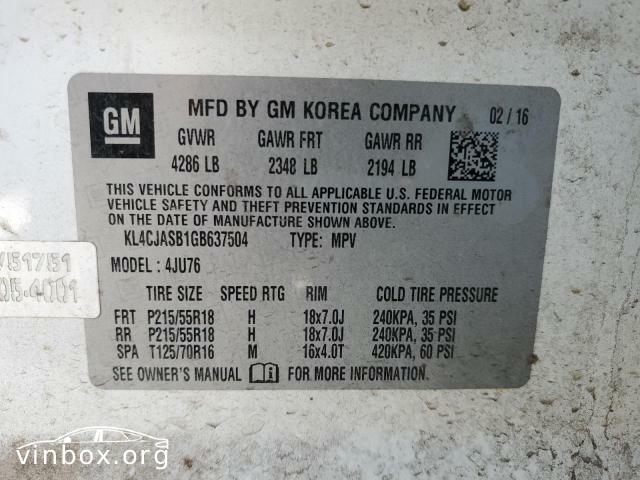 GM
MFD BY GM KOREA COMPANY 02 / 16
GVWR GAWR FRT GAWR RR
4286 LB 2348 LB 2194 LB
THIS VEHICLE CONFORMS TO ALL APPLICABLE U.S. FEDERAL MOTOR
VEHICLE SAFETY AND THEFT PREVENTION STANDARDS IN EFFECT
ON THE DATE OF MANUFACTURE SHOWN ABOVE.
KL4CJASB1GB637504 TYPE: MPV
MODEL : 4JU76
TIRE SIZE SPEED RTG RIM COLD TIRE PRESSURE
FRT P215/55R18 H 18x7.0J 240KPA, 35 PSI
RR P215/55R18 H 18x7.0J 240KPA, 35 PSI
SPA T125/70R16 M 16x4.0T 420KPA, 60 PSI
SEE OWNER'S MANUAL FOR MORE INFORMATION.
vinbox.org